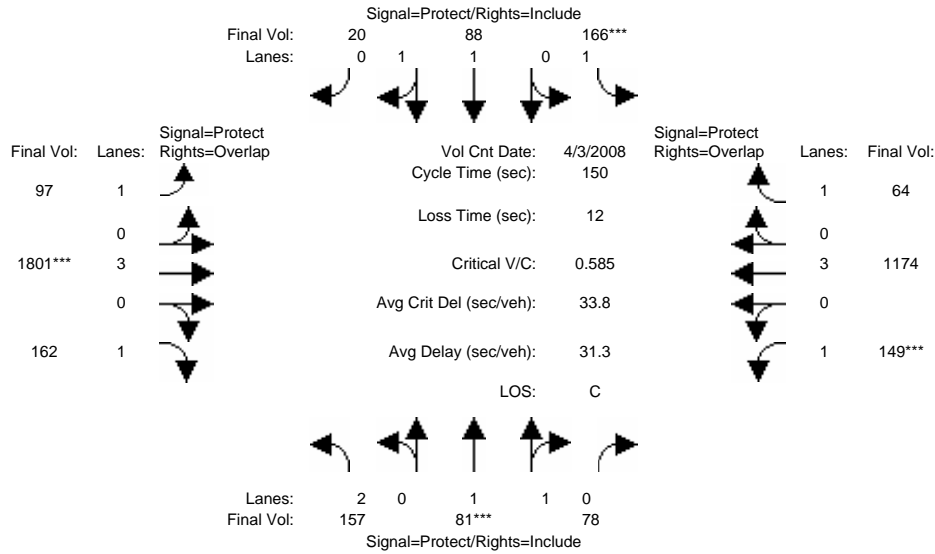 Signal=Protect/Rights=Include
Final Vol: 20 88 166***
Lanes: 0 1 1 0 1
Signal=Protect
Final Vol: Lanes: Rights=Overlap
Vol Cnt Date: 4/3/2008
Signal=Protect
Rights=Overlap Lanes: Final Vol:
Cycle Time (sec): 150
97 1
1 64
Loss Time (sec): 12
0
0
1801*** 3
Critical V/C: 0.585
3 1174
0
Avg Crit Del (sec/veh): 33.8
0
162 1
Avg Delay (sec/veh): 31.3
1 149***
LOS: C
Lanes: 2 0 1 1 0
Final Vol: 157 81*** 78
Signal=Protect/Rights=Include